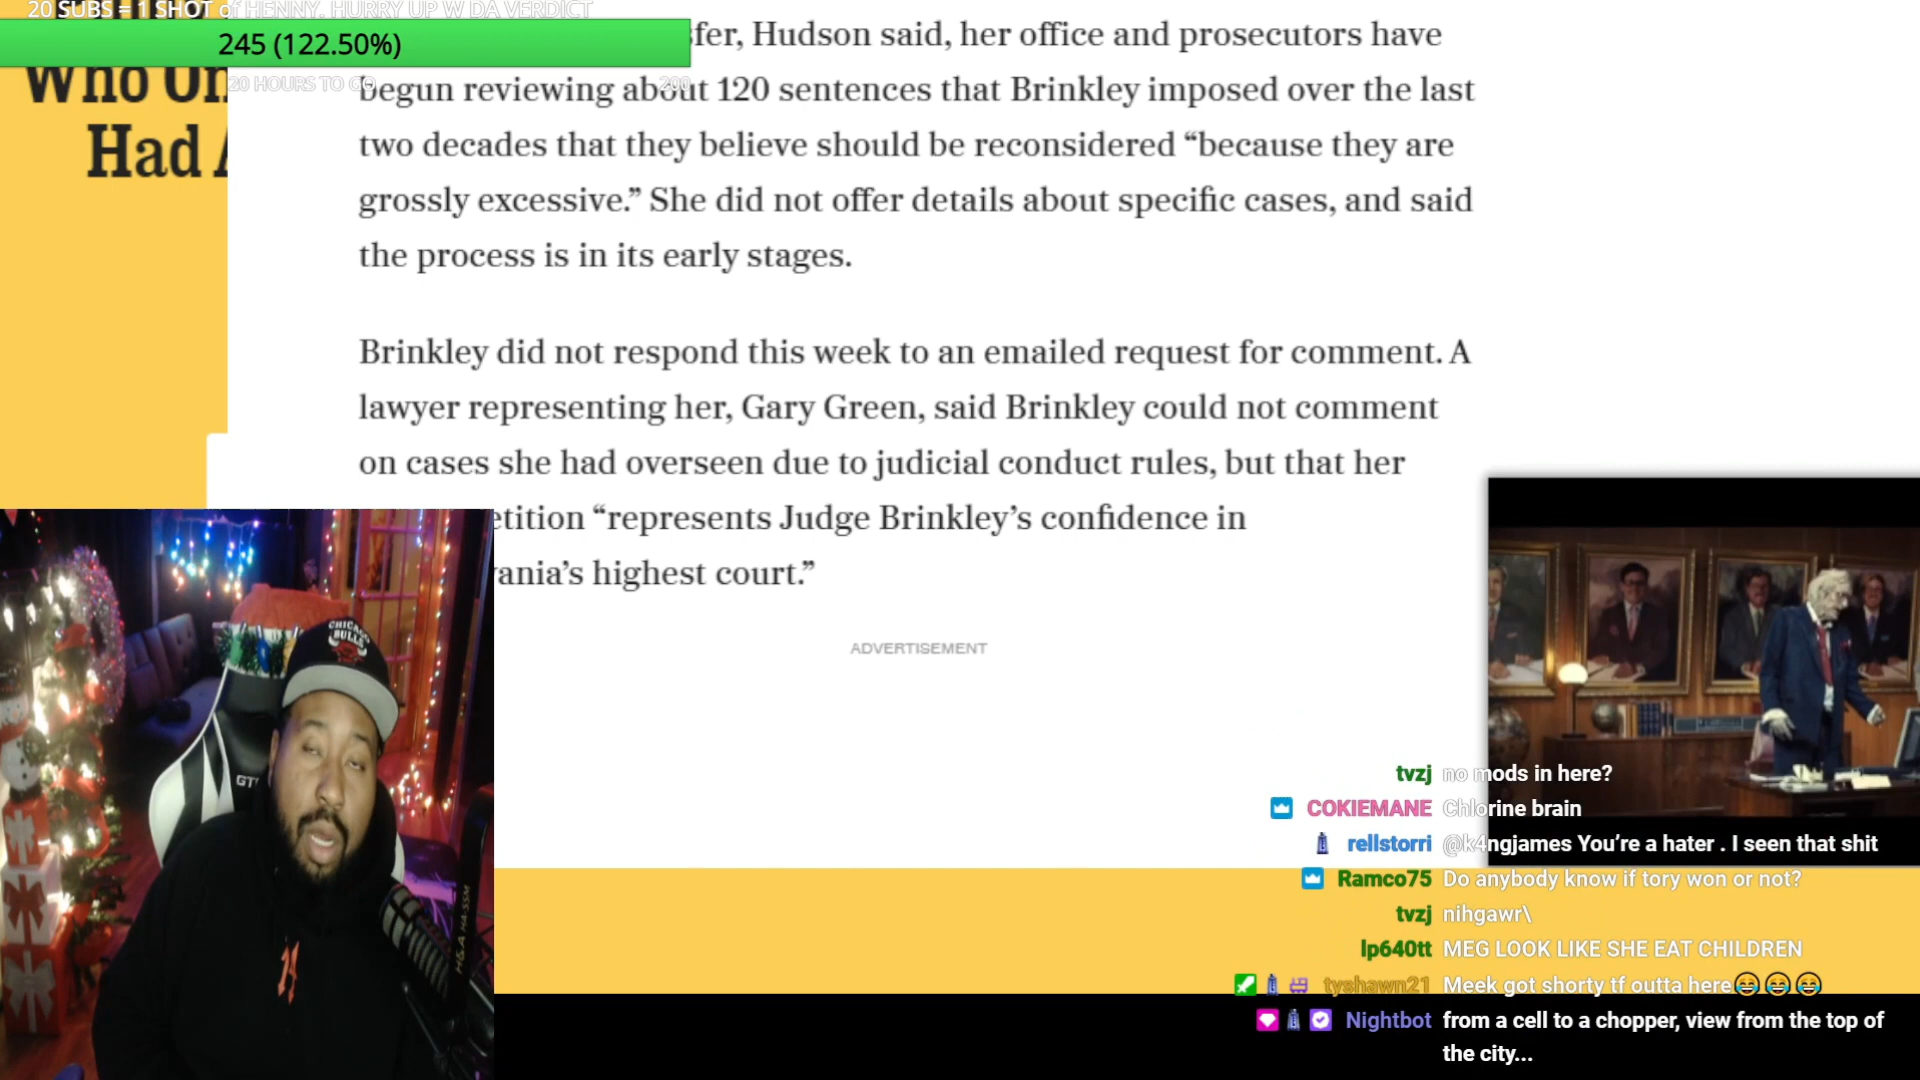 20 SUBS = 1 SHOT of HENNY. HURRY UP W DA VERDICT
245 (122.50%)
20 HOURS TO GO
200
Who On
Had A
sfer, Hudson said, her office and prosecutors have
begun reviewing about 120 sentences that Brinkley imposed over the last
two decades that they believe should be reconsidered “because they are
grossly excessive.” She did not offer details about specific cases, and said
the process is in its early stages.
Brinkley did not respond this week to an emailed request for comment. A
lawyer representing her, Gary Green, said Brinkley could not comment
on cases she had overseen due to judicial conduct rules, but that her
etition “represents Judge Brinkley’s confidence in
vania’s highest court.”
ADVERTISEMENT
CHICAGO
BULLS
GT
tvzj no mods in here?
COKIEMANE Chlorine brain
rellstorri @k4ngjames You’re a hater . I seen that shit
Ramco75 Do anybody know if tory won or not?
tvzj nihgawr\
lp640tt MEG LOOK LIKE SHE EAT CHILDREN
tyshawn21 Meek got shorty tf outta here😂😂😂
Nightbot from a cell to a chopper, view from the top of
the city...